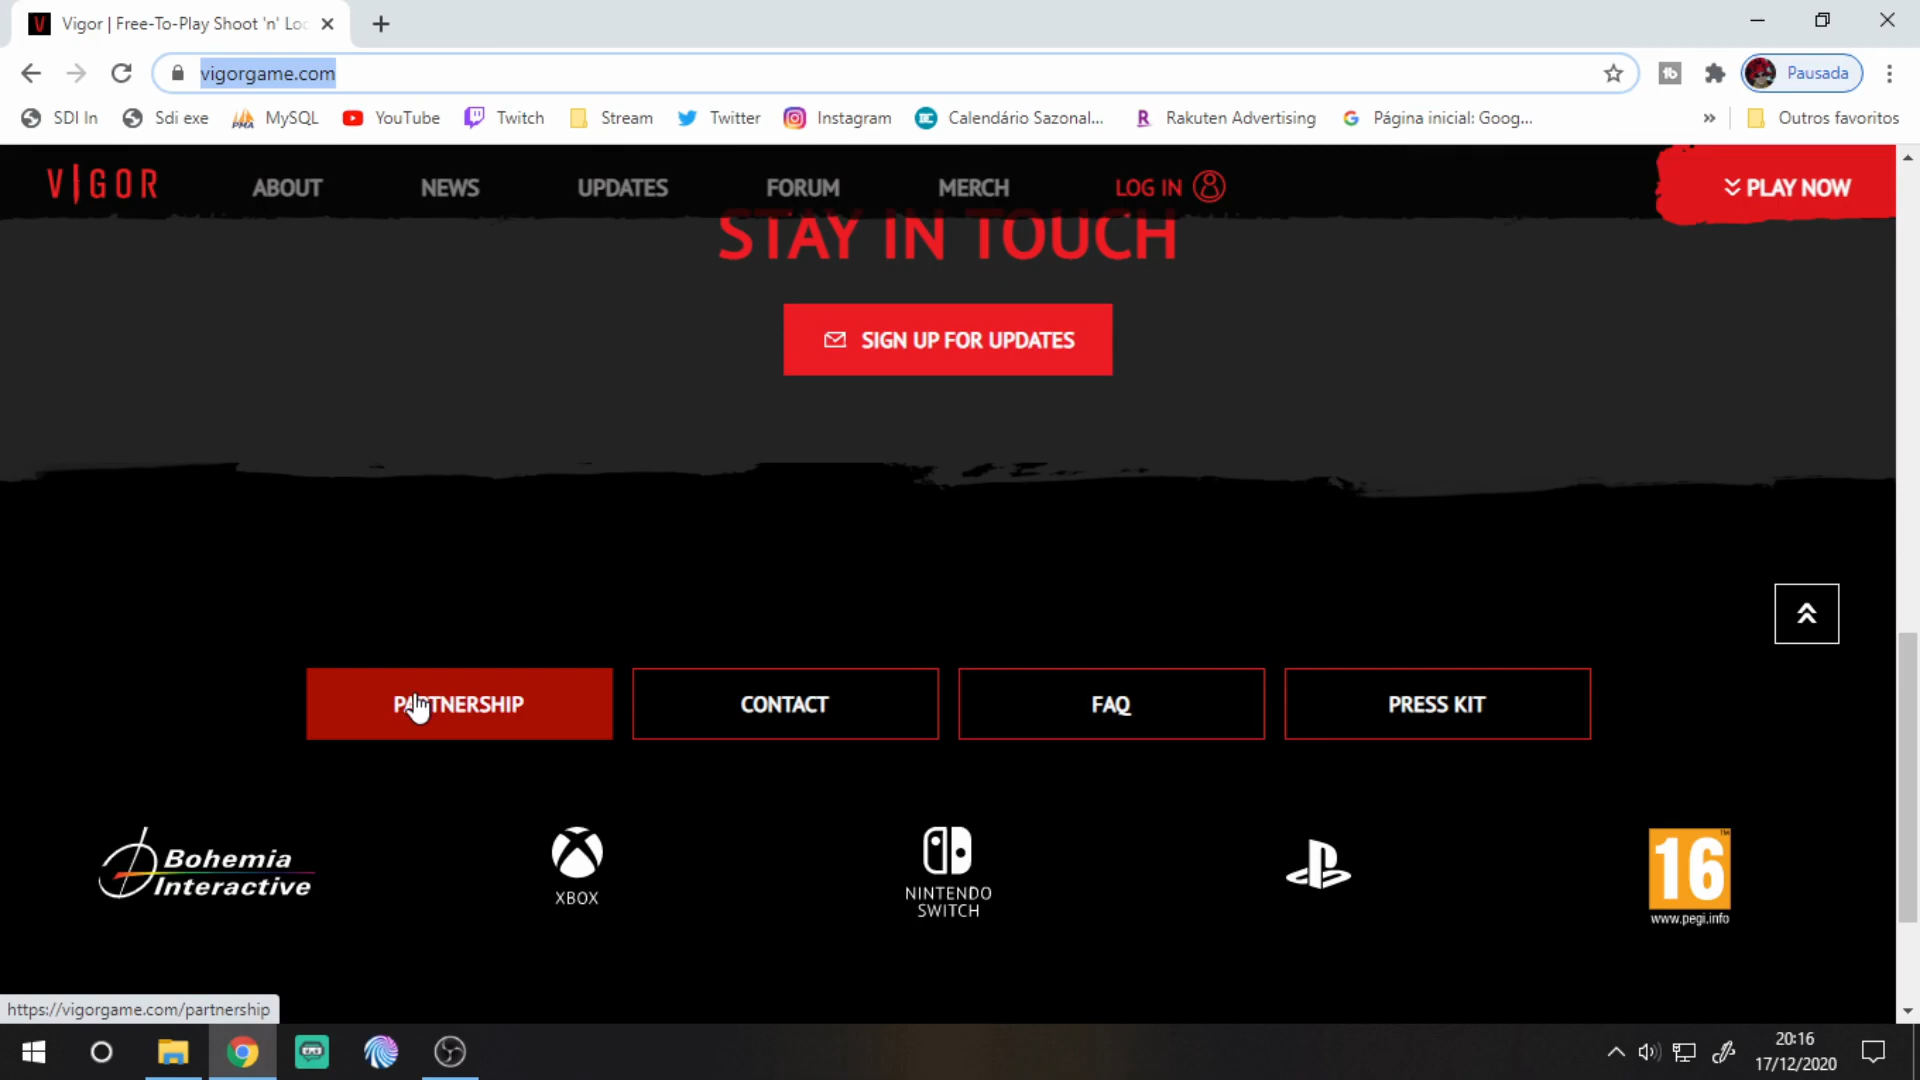 Vigor | Free-To-Play Shoot 'n' Loo
vigorgame.com
Pausada
SDI In
Sdi exe
MySQL
YouTube
Twitch
Stream
Twitter
Instagram
Calendário Sazonal...
Rakuten Advertising
Página inicial: Goog...
»
Outros favoritos
VIGOR
ABOUT
NEWS
UPDATES
FORUM
MERCH
LOG IN
PLAY NOW
STAY IN TOUCH
SIGN UP FOR UPDATES
PARTNERSHIP
CONTACT
FAQ
PRESS KIT
Bohemia
Interactive
XBOX
NINTENDO
SWITCH
16
www.pegi.info
https://vigorgame.com/partnership
20:16
17/12/2020